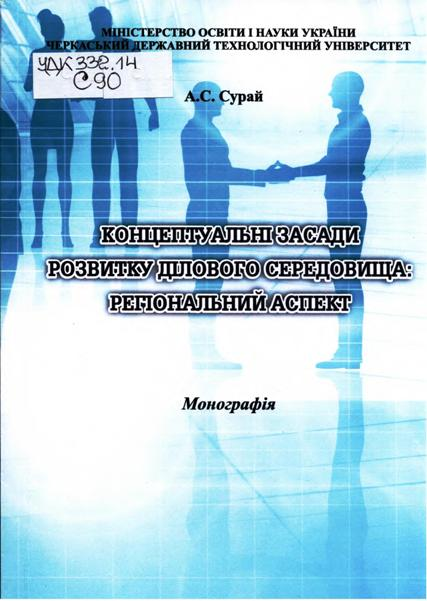 МІНІСТЕРСТВО ОСВІТИ І НАУКИ УКРАЇНИ
ЧЕРКАСЬКИЙ ДЕРЖАВНИЙ ТЕХНОЛОГІЧНИЙ УНІВЕРСИТЕТ
УДК 332.14
С 90
А.С. Сурай
КОНЦЕПТУАЛЬНІ ЗАСАДИ
РОЗВИТКУ ДІЛОВОГО СЕРЕДОВИЩА:
РЕГІОНАЛЬНИЙ АСПЕКТ
Монографія